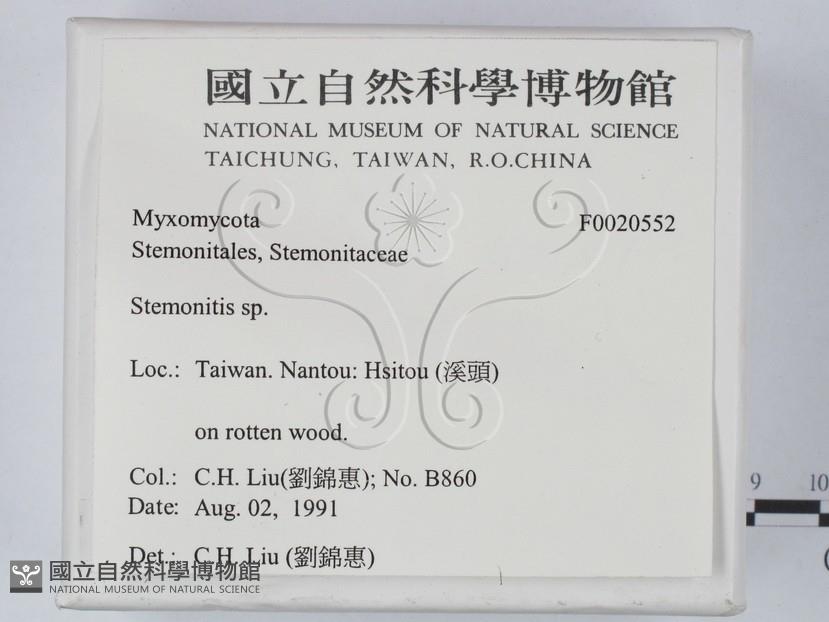 國立自然科學博物館
NATIONAL MUSEUM OF NATURAL SCIENCE
TAICHUNG, TAIWAN, R.O.CHINA
Myxomycota F0020552
Stemonitales, Stemonitaceae
Stemonitis sp.
Loc.: Taiwan. Nantou: Hsitou (溪頭)
on rotten wood.
Col.: C.H. Liu(劉錦惠); No. B860
Date: Aug. 02, 1991
Det.: C.H. Liu (劉錦惠)
9 10
國立自然科學博物館
NATIONAL MUSEUM OF NATURAL SCIENCE